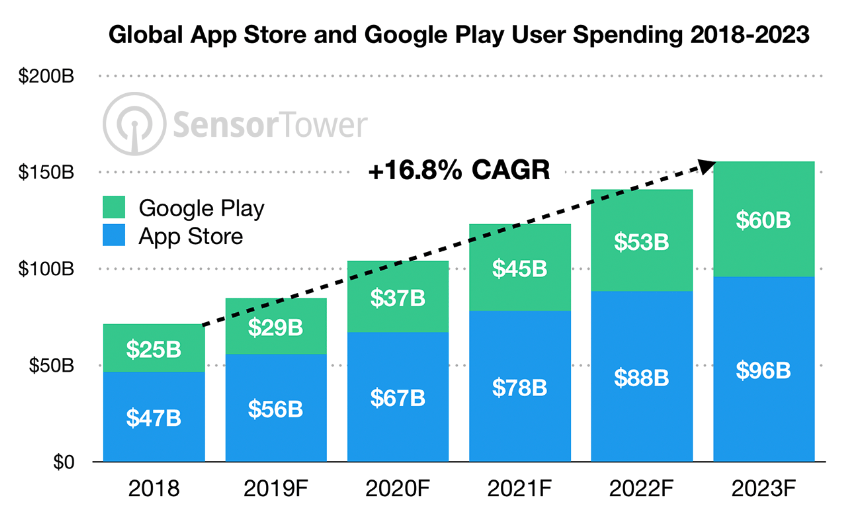 Global App Store and Google Play User Spending 2018-2023
$200B
SensorTower
$150B
+16.8% CAGR
Google Play
App Store
$100B
$50B
$0
$25B
$29B
$37B
$45B
$53B
$60B
$47B
$56B
$67B
$78B
$88B
$96B
2018
2019F
2020F
2021F
2022F
2023F